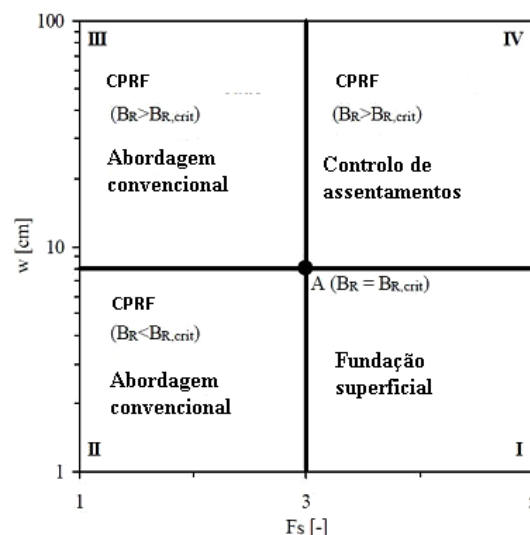 100
III
IV
CPRF
CPRF
(BR>BR,crit)
(BR>BR,crit)
Abordagem
convencional
Controlo de
assentamentos
w [cm]
10
A (BR = BR,crit)
CPRF
(BR<BR,crit)
Abordagem
convencional
Fundação
superficial
II
I
1
1
3
Fs [-]